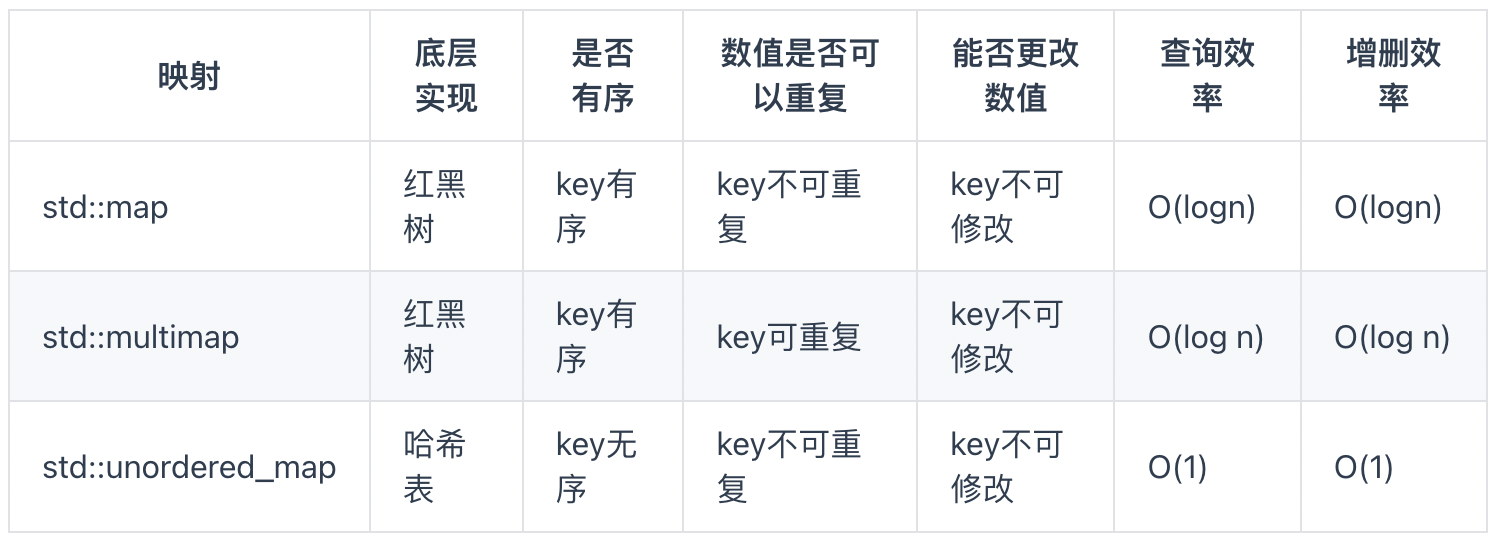 映射
底层
实现
是否
有序
数值是否可
以重复
能否更改
数值
查询效
率
增删效
率
std::map
红黑
树
key有
序
key不可重
复
key不可
修改
O(logn)
O(logn)
std::multimap
红黑
树
key有
序
key可重复
key不可
修改
O(log n)
O(log n)
std::unordered_map
哈希
表
key无
序
key不可重
复
key不可
修改
O(1)
O(1)